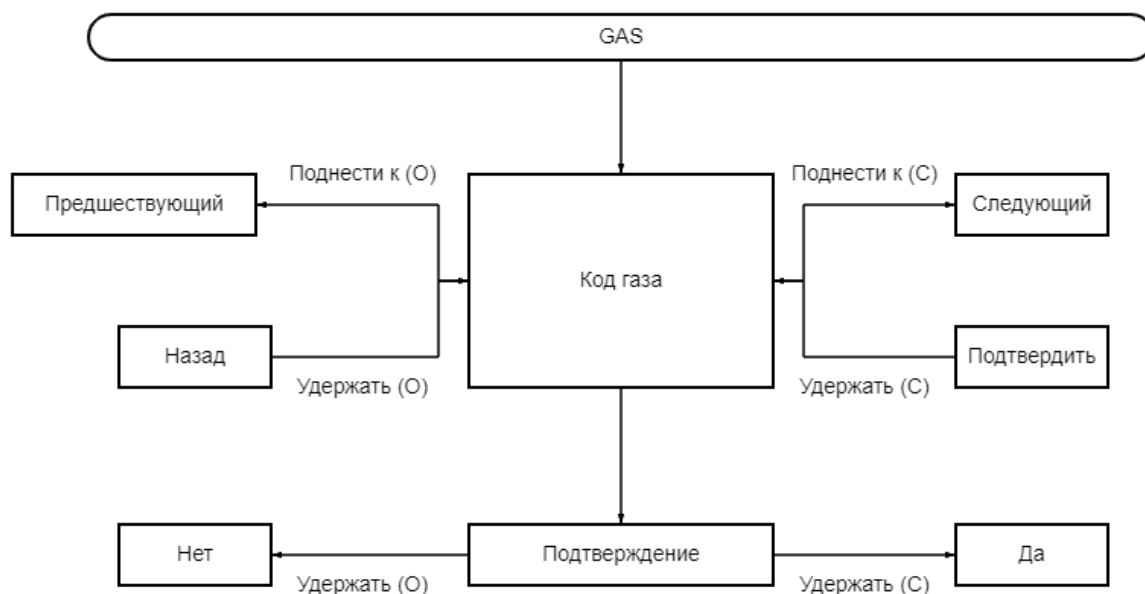 GAS
Поднести к (О)
Поднести к (С)
Предшествующий
Следующий
Код газа
Назад
Подтвердить
Удержать (О)
Удержать (С)
Нет
Подтверждение
Да
Удержать (О)
Удержать (С)